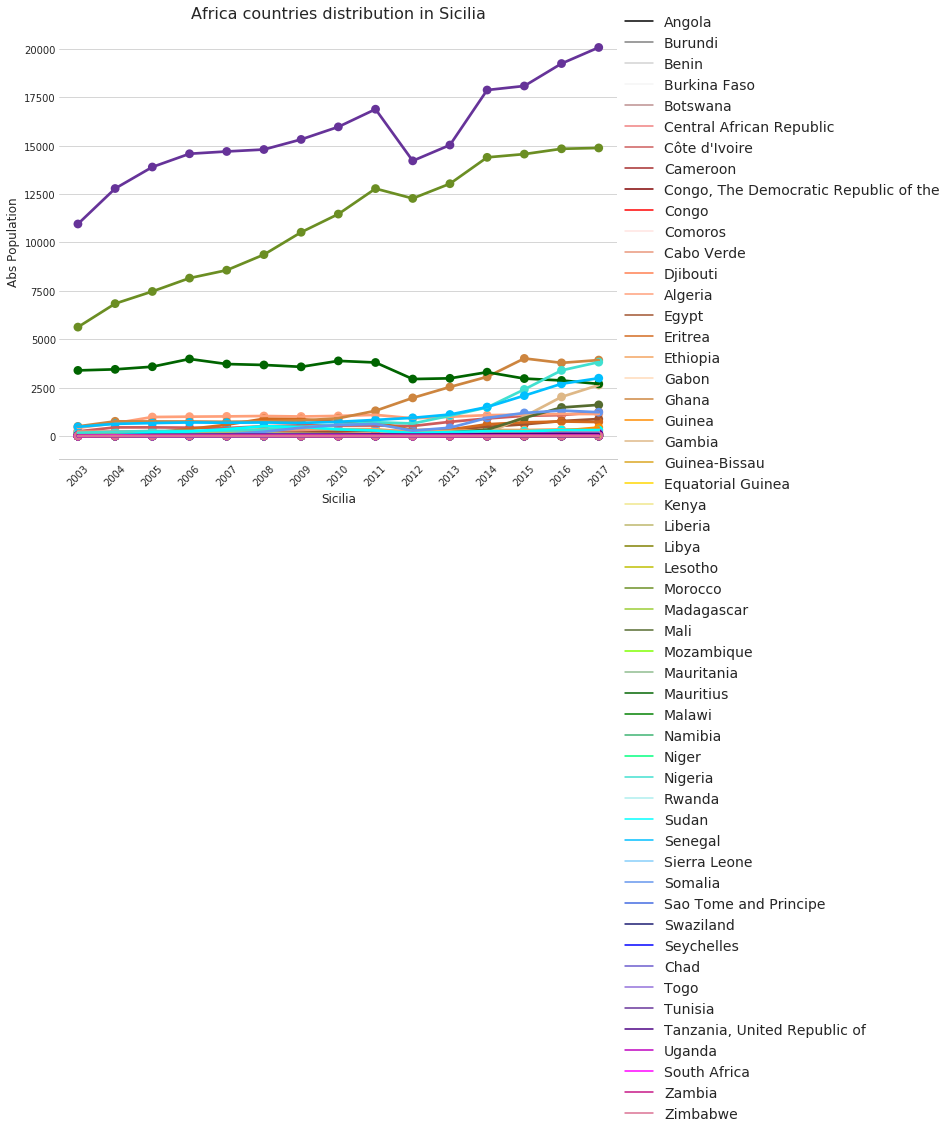 Africa countries distribution in Sicilia
Abs Population
20000
17500
15000
12500
10000
7500
5000
2500
0
2003
2004
2005
2006
2007
2008
2009
2010
2011
2012
2013
2014
2015
2016
2017
Sicilia
Angola
Burundi
Benin
Burkina Faso
Botswana
Central African Republic
Côte d'Ivoire
Cameroon
Congo, The Democratic Republic of the
Congo
Comoros
Cabo Verde
Djibouti
Algeria
Egypt
Eritrea
Ethiopia
Gabon
Ghana
Guinea
Gambia
Guinea-Bissau
Equatorial Guinea
Kenya
Liberia
Libya
Lesotho
Morocco
Madagascar
Mali
Mozambique
Mauritania
Mauritius
Malawi
Namibia
Niger
Nigeria
Rwanda
Sudan
Senegal
Sierra Leone
Somalia
Sao Tome and Principe
Swaziland
Seychelles
Chad
Togo
Tunisia
Tanzania, United Republic of
Uganda
South Africa
Zambia
Zimbabwe